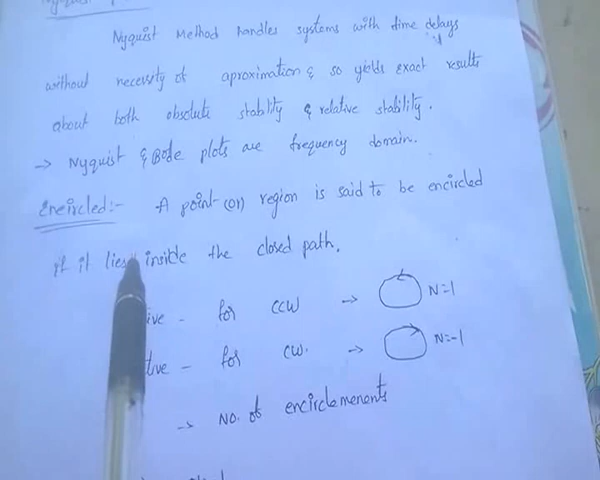 Nyquist Method handles systems with time delays
without necessity of aproximation & so yields exact results
about both absolute stability & relative stability.
→ Nyquist & Bode plots are frequency domain.
Encircled:- A point (or) region is said to be encircled
if it lies inside the closed path.
tive - for CCW → N=1
tive - for CW. → N=-1
→ No. of encirclemenents